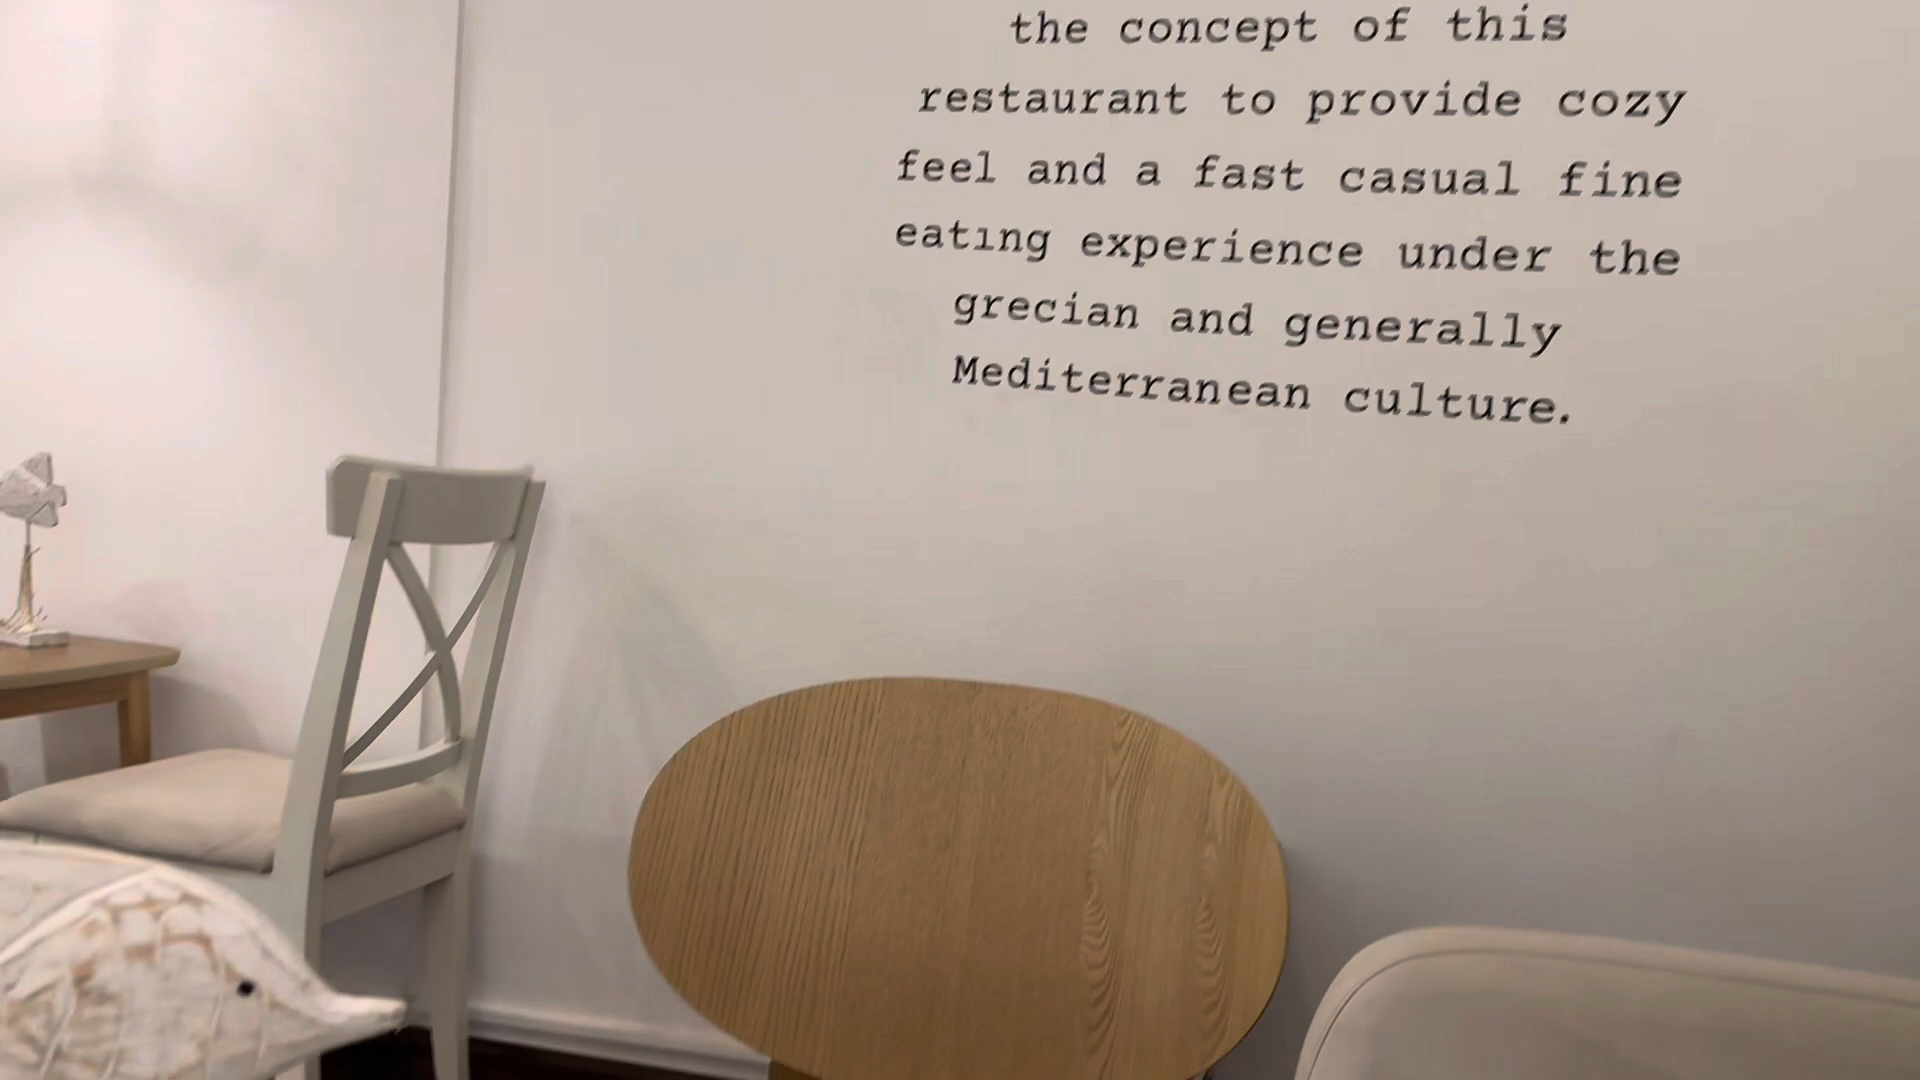 the concept of this
restaurant to provide cozy
feel and a fast casual fine
eating experience under the
grecian and generally
Mediterranean culture.